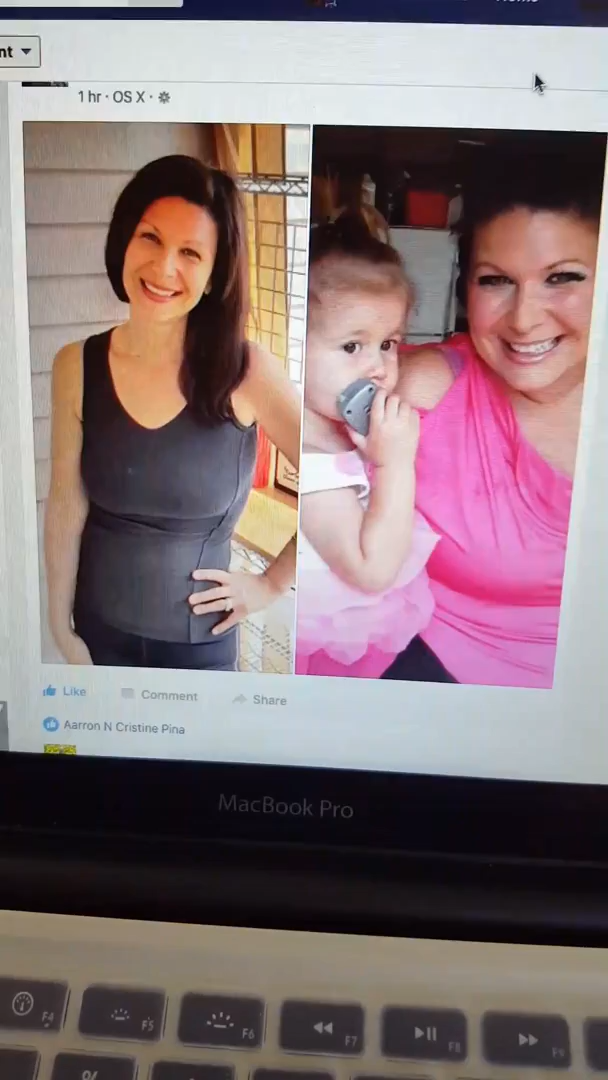 nt
1 hr · OS X ·
Like Comment Share
Aarron N Cristine Pina
MacBook Pro
F4 F5 F6 F7 F8 F9
%